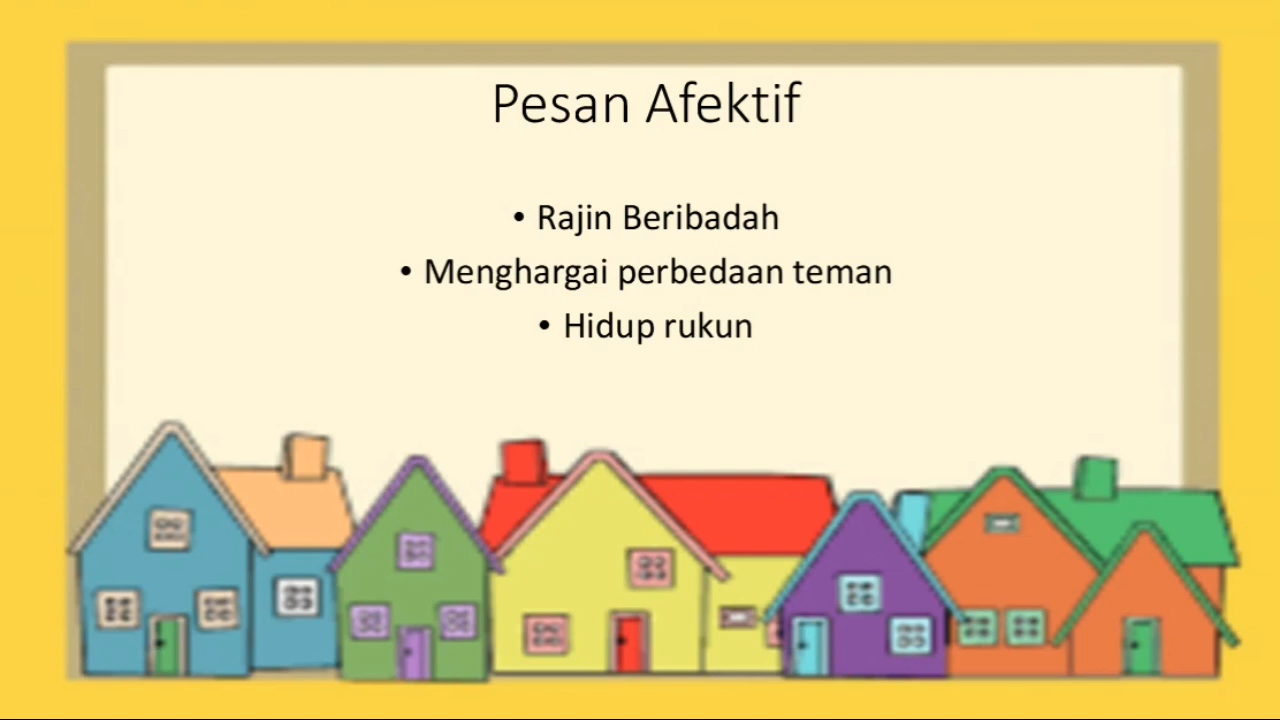 Pesan Afektif
• Rajin Beribadah
• Menghargai perbedaan teman
• Hidup rukun